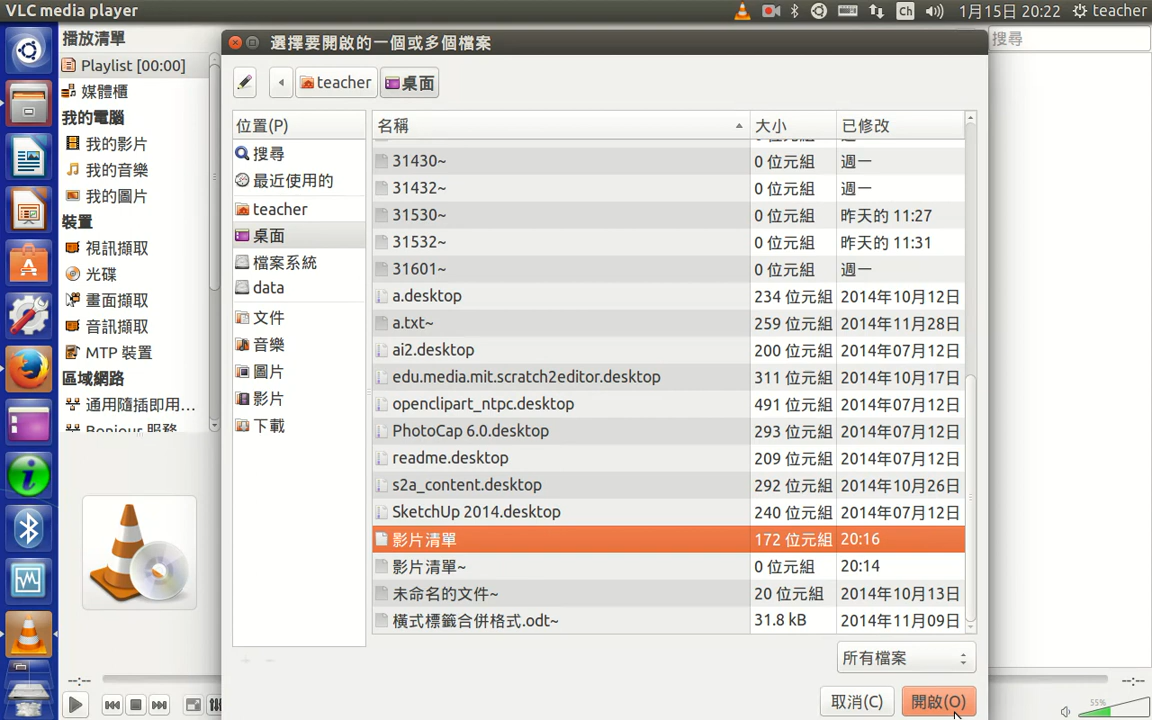 VLC media player
Ch
1月15日 20:22
teacher
播放清單
Playlist [00:00]
媒體櫃
我的電腦
我的影片
我的音樂
我的圖片
裝置
視訊擷取
光碟
畫面擷取
音訊擷取
MTP 裝置
區域網路
通用隨插即用...
Bonjour 服務
選擇要開啟的一個或多個檔案
teacher
桌面
位置(P)
搜尋
最近使用的
teacher
桌面
檔案系統
data
文件
音樂
圖片
影片
下載
名稱 大小 已修改
31430~ 0 位元組 週一
31432~ 0 位元組 週一
31530~ 0 位元組 昨天的 11:27
31532~ 0 位元組 昨天的 11:31
31601~ 0 位元組 週一
a.desktop 234 位元組 2014年10月12日
a.txt~ 259 位元組 2014年11月28日
ai2.desktop 200 位元組 2014年07月12日
edu.media.mit.scratch2editor.desktop 311 位元組 2014年10月17日
openclipart_ntpc.desktop 491 位元組 2014年07月12日
PhotoCap 6.0.desktop 293 位元組 2014年07月12日
readme.desktop 209 位元組 2014年07月12日
s2a_content.desktop 292 位元組 2014年10月26日
SketchUp 2014.desktop 240 位元組 2014年07月12日
影片清單 172 位元組 20:16
影片清單~ 0 位元組 20:14
未命名的文件~ 20 位元組 2014年10月13日
橫式標籤合併格式.odt~ 31.8 kB 2014年11月09日
所有檔案
取消(C)
開啟(O)
搜尋
--:--
--:--
55%